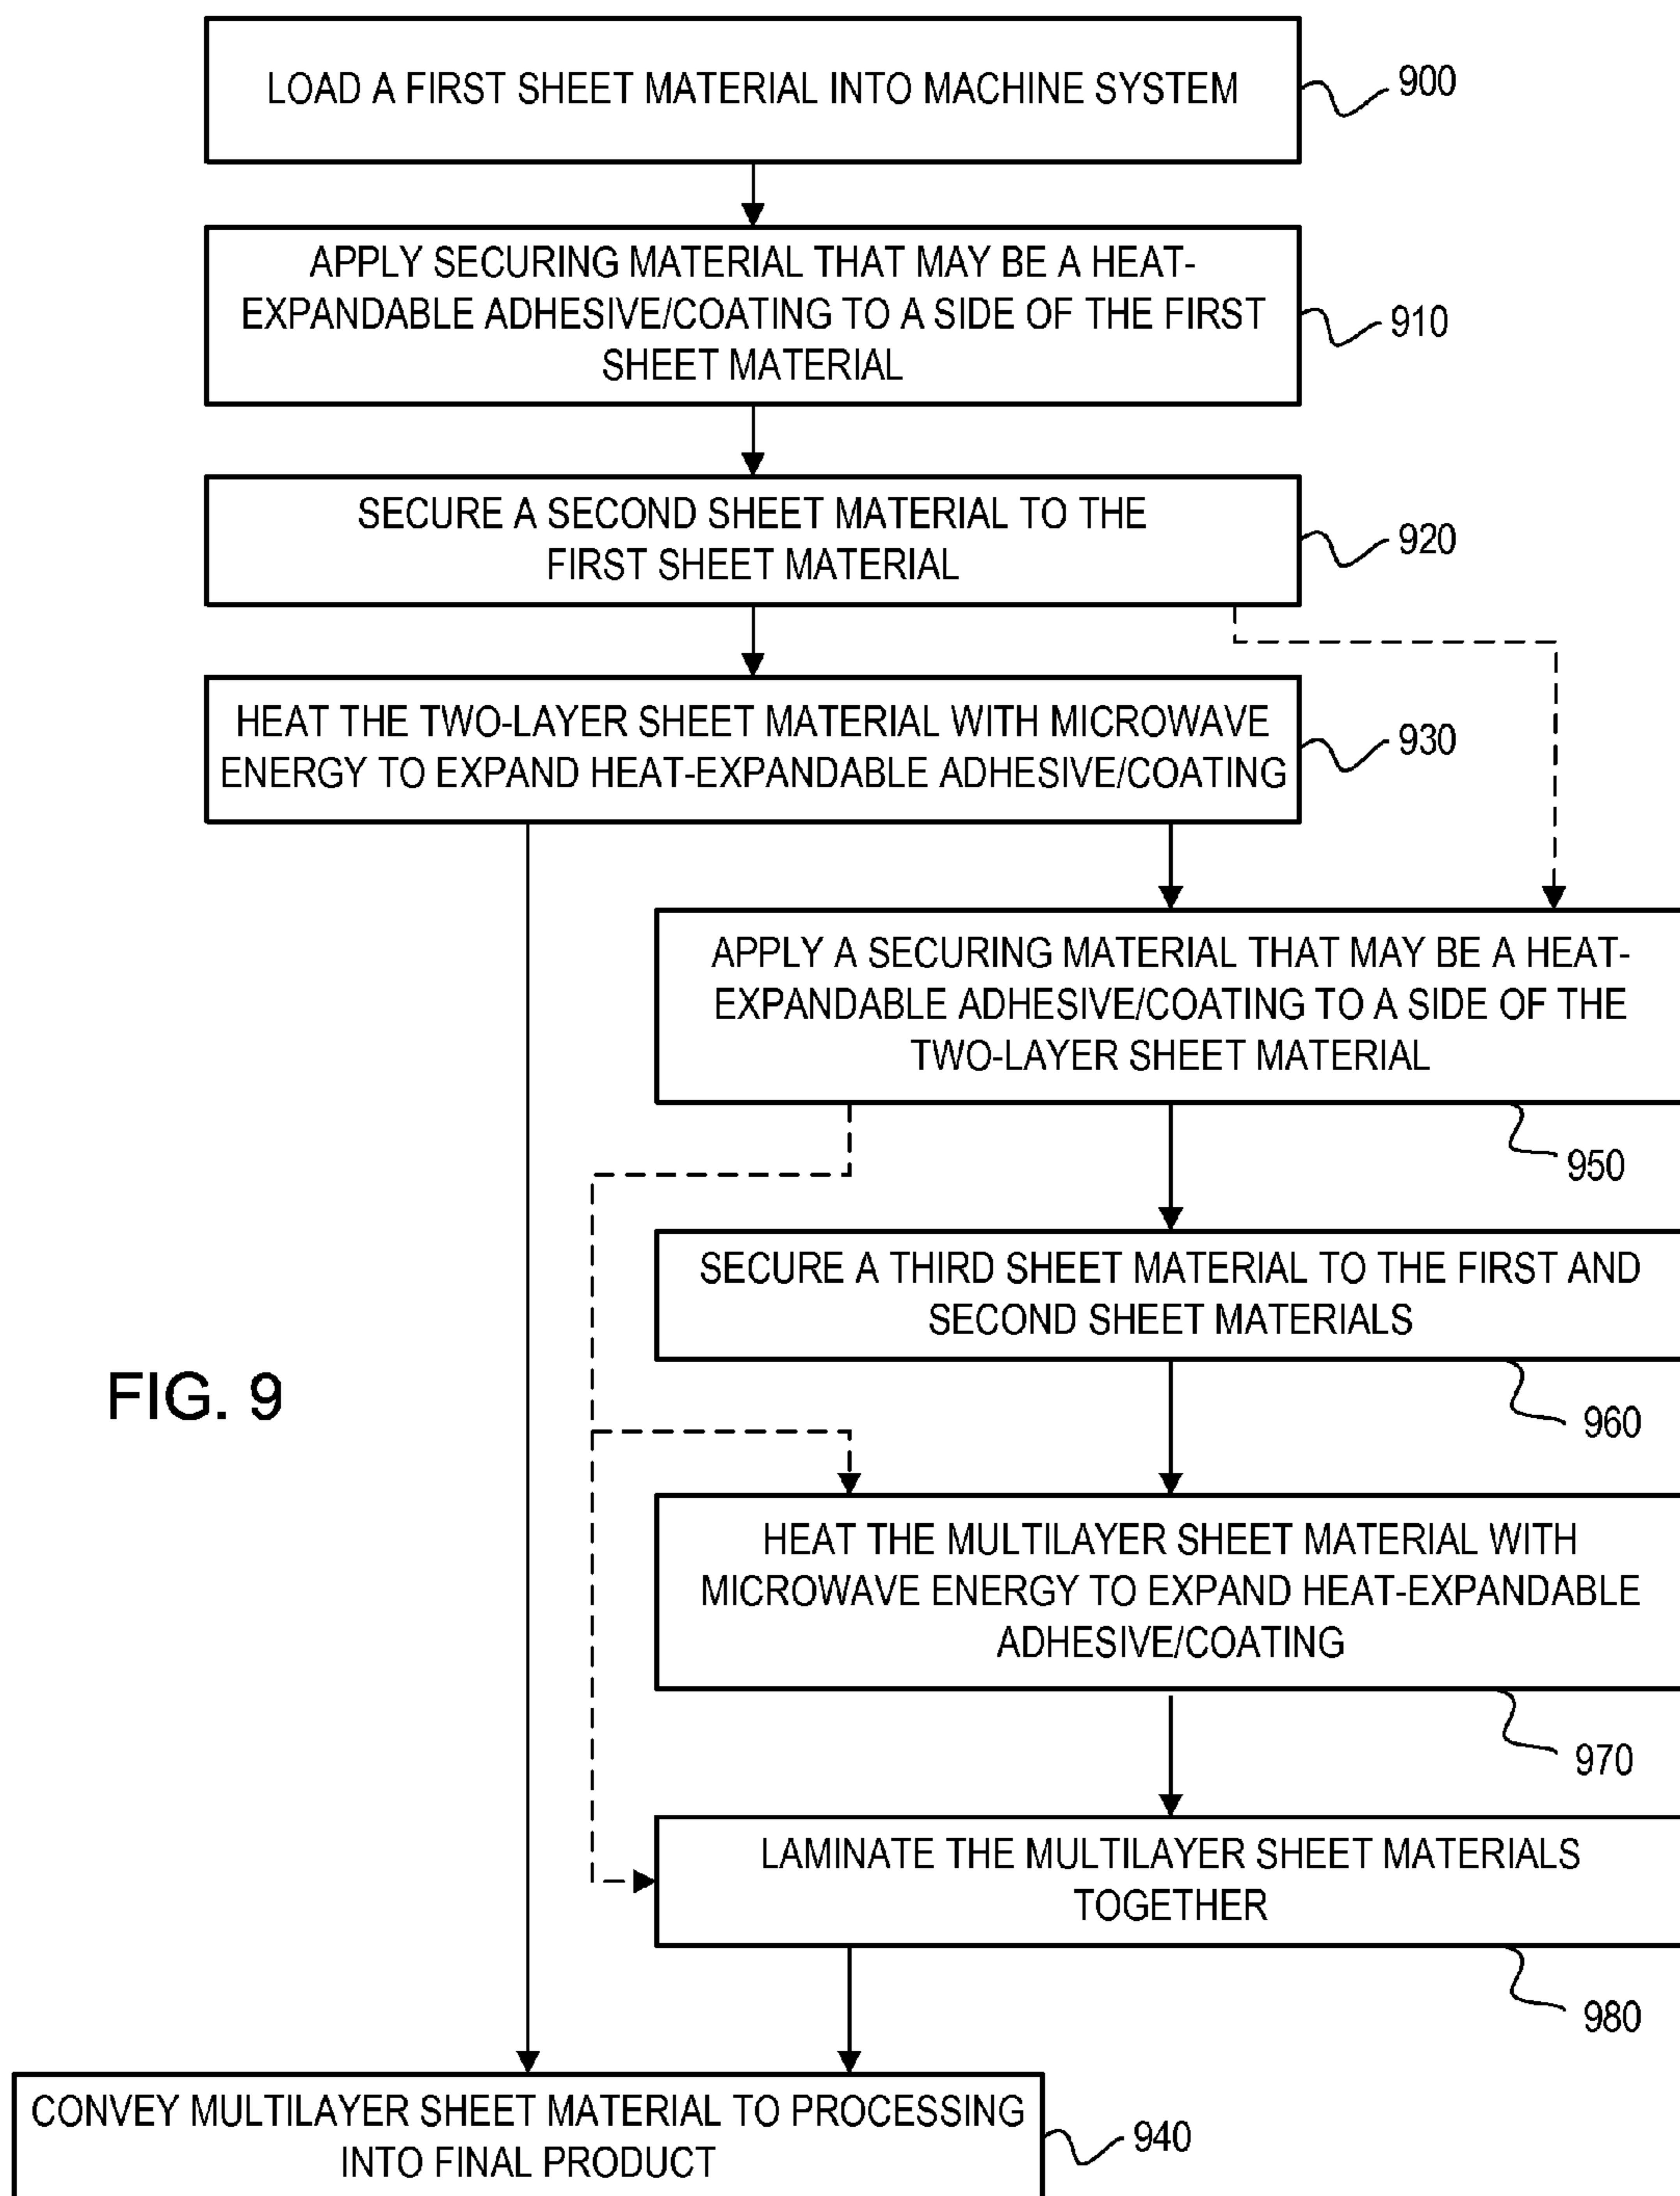 LOAD A FIRST SHEET MATERIAL INTO MACHINE SYSTEM
900
APPLY SECURING MATERIAL THAT MAY BE A HEAT-
EXPANDABLE ADHESIVE/COATING TO A SIDE OF THE FIRST
SHEET MATERIAL
910
SECURE A SECOND SHEET MATERIAL TO THE
FIRST SHEET MATERIAL
920
HEAT THE TWO-LAYER SHEET MATERIAL WITH MICROWAVE
ENERGY TO EXPAND HEAT-EXPANDABLE ADHESIVE/COATING
930
APPLY A SECURING MATERIAL THAT MAY BE A HEAT-
EXPANDABLE ADHESIVE/COATING TO A SIDE OF THE
TWO-LAYER SHEET MATERIAL
950
SECURE A THIRD SHEET MATERIAL TO THE FIRST AND
SECOND SHEET MATERIALS
960
FIG. 9
HEAT THE MULTILAYER SHEET MATERIAL WITH
MICROWAVE ENERGY TO EXPAND HEAT-EXPANDABLE
ADHESIVE/COATING
970
LAMINATE THE MULTILAYER SHEET MATERIALS
TOGETHER
980
CONVEY MULTILAYER SHEET MATERIAL TO PROCESSING
INTO FINAL PRODUCT
940